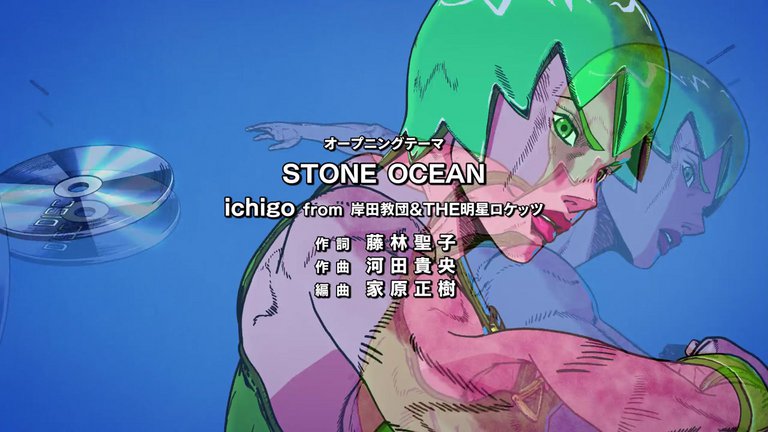 オープニングテーマ
STONE OCEAN
ichigo from 岸田教団&THE明星ロケッツ
作詞 藤林聖子
作曲 河田貴央
編曲 家原正樹